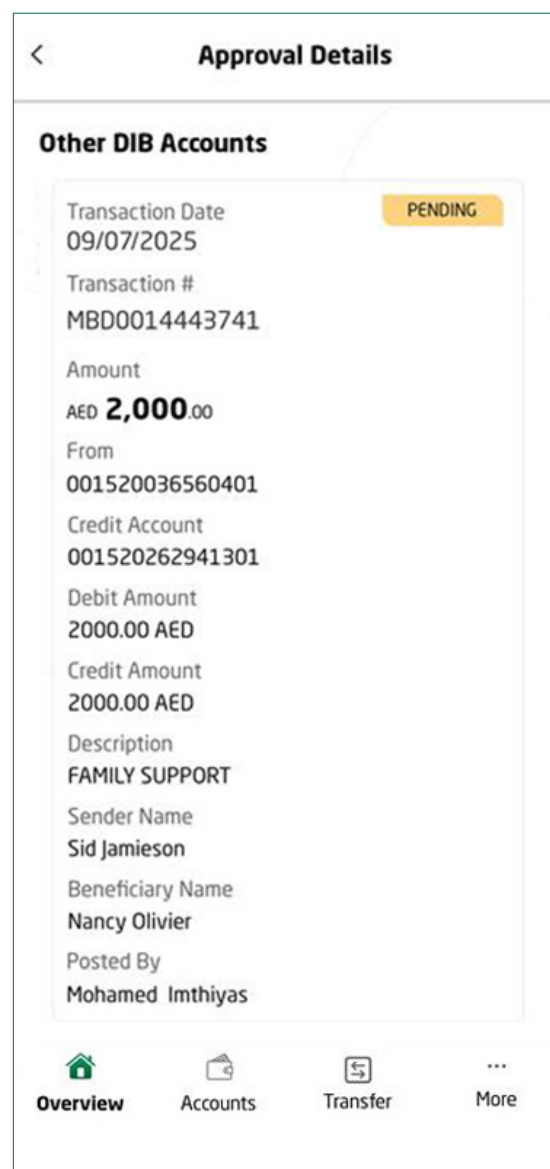 Approval Details
Other DIB Accounts
Transaction Date
PENDING
09/07/2025
Transaction #
MBD0014443741
Amount
AED 2,000.00
From
001520036560401
Credit Account
001520262941301
Debit Amount
2000.00 AED
Credit Amount
2000.00 AED
Description
FAMILY SUPPORT
Sender Name
Sid Jamieson
Beneficiary Name
Nancy Olivier
Posted By
Mohamed Imthiyas
Overview Accounts Transfer More